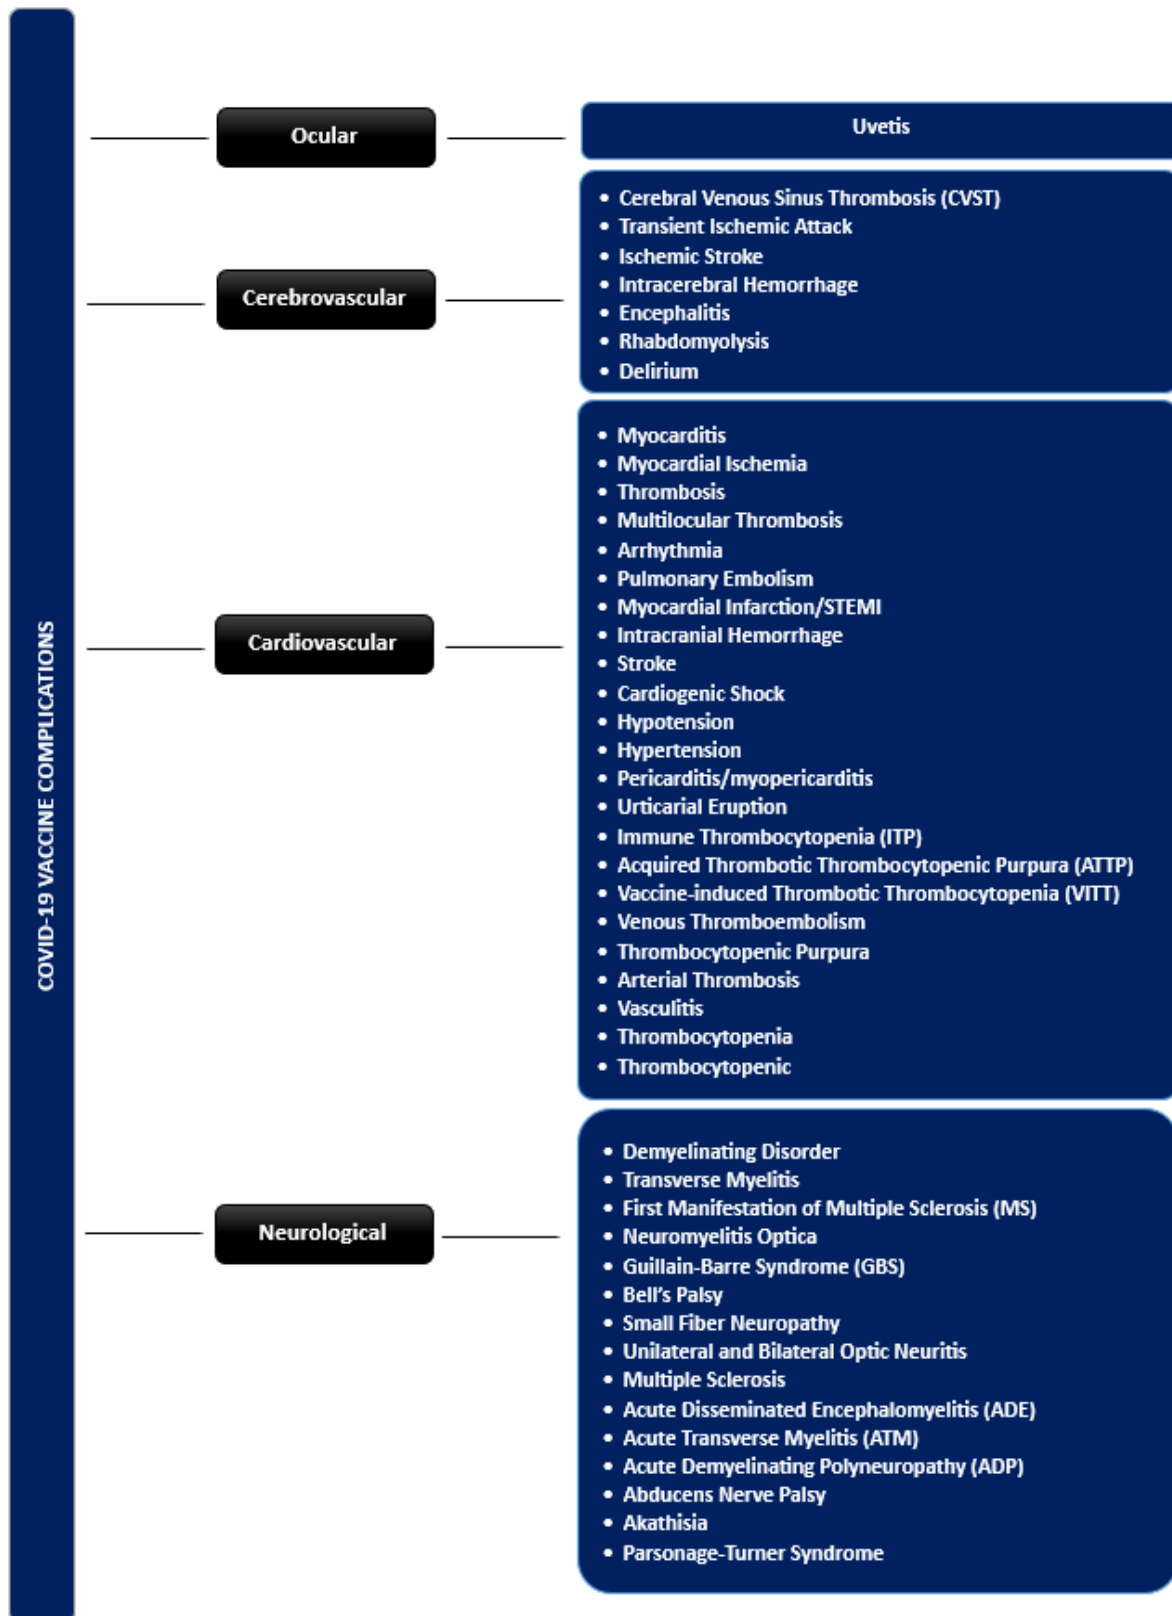 COVID-19 VACCINE COMPLICATIONS
Ocular
Uvetis
Cerebrovascular
• Cerebral Venous Sinus Thrombosis (CVST)
• Transient Ischemic Attack
• Ischemic Stroke
• Intracerebral Hemorrhage
• Encephalitis
• Rhabdomyolysis
• Delirium
Cardiovascular
• Myocarditis
• Myocardial Ischemia
• Thrombosis
• Multilocular Thrombosis
• Arrhythmia
• Pulmonary Embolism
• Myocardial Infarction/STEMI
• Intracranial Hemorrhage
• Stroke
• Cardiogenic Shock
• Hypotension
• Hypertension
• Pericarditis/myopericarditis
• Urticarial Eruption
• Immune Thrombocytopenia (ITP)
• Acquired Thrombotic Thrombocytopenic Purpura (ATTP)
• Vaccine-induced Thrombotic Thrombocytopenia (VITT)
• Venous Thromboembolism
• Thrombocytopenic Purpura
• Arterial Thrombosis
• Vasculitis
• Thrombocytopenia
• Thrombocytopenic
Neurological
• Demyelinating Disorder
• Transverse Myelitis
• First Manifestation of Multiple Sclerosis (MS)
• Neuromyelitis Optica
• Guillain-Barre Syndrome (GBS)
• Bell’s Palsy
• Small Fiber Neuropathy
• Unilateral and Bilateral Optic Neuritis
• Multiple Sclerosis
• Acute Disseminated Encephalomyelitis (ADE)
• Acute Transverse Myelitis (ATM)
• Acute Demyelinating Polyneuropathy (ADP)
• Abducens Nerve Palsy
• Akathisia
• Parsonage-Turner Syndrome